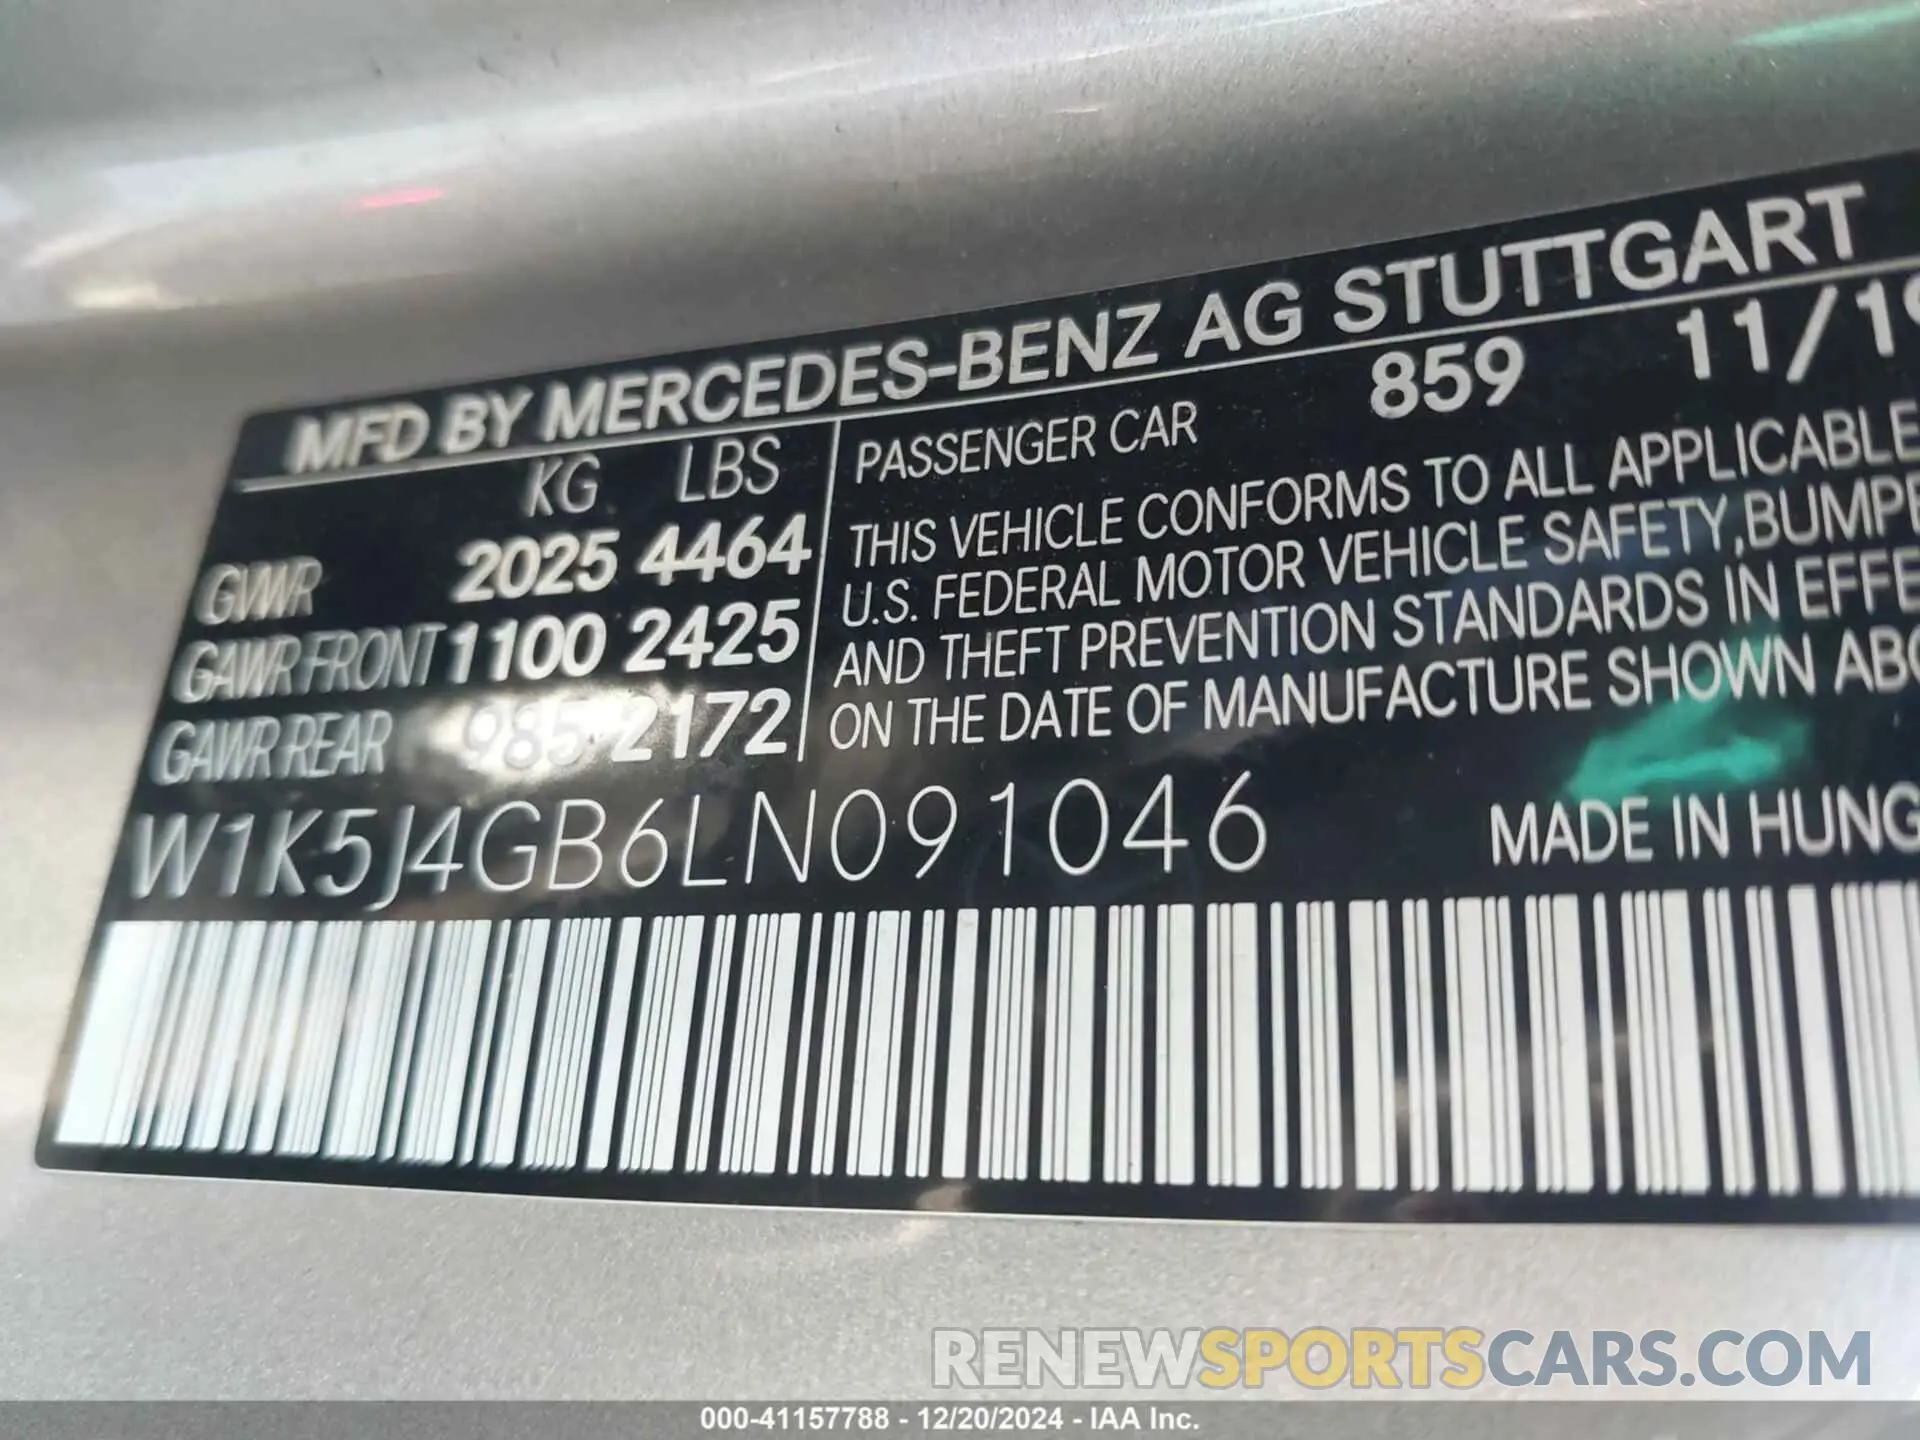 MFD BY MERCEDES-BENZ AG STUTTGART
KG LBS
GVWR 2025 4464
GAWR FRONT 1100 2425
GAWR REAR 985 2172
PASSENGER CAR 859 11/19
THIS VEHICLE CONFORMS TO ALL APPLICABLE
U.S. FEDERAL MOTOR VEHICLE SAFETY,BUMPE
AND THEFT PREVENTION STANDARDS IN EFFE
ON THE DATE OF MANUFACTURE SHOWN ABO
W1K5J4GB6LN091046 MADE IN HUNG
RENEWSPORTSCARS.COM
000-41157788 - 12/20/2024 - IAA Inc.